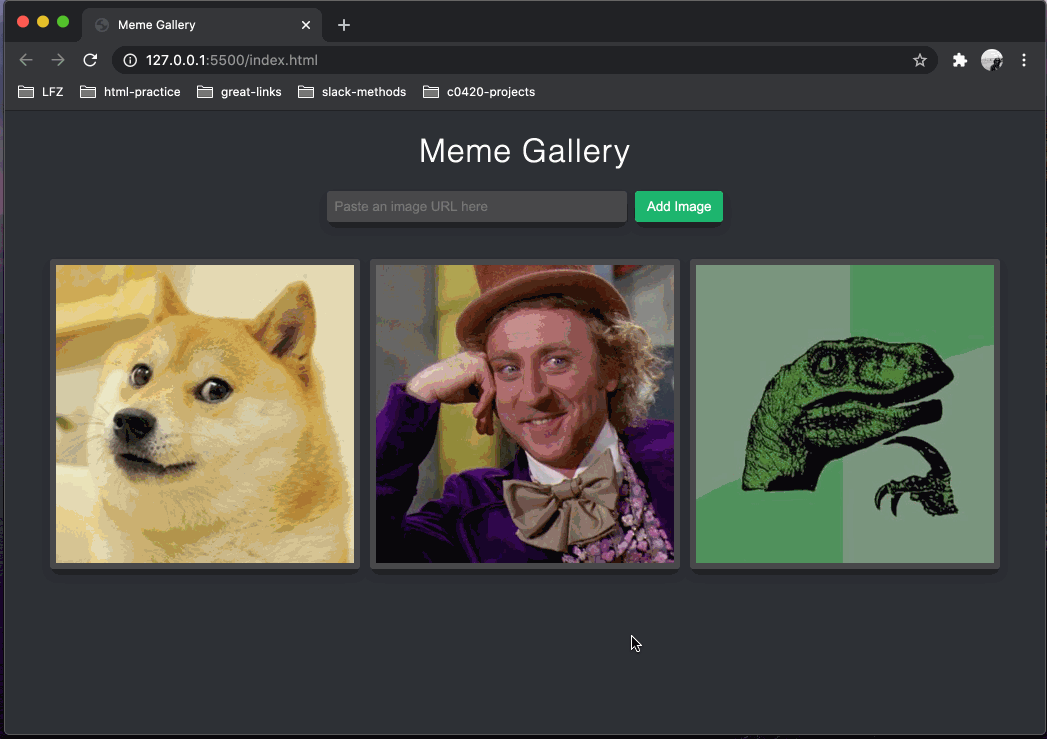 Meme Gallery
127.0.0.1:5500/index.html
LFZ html-practice great-links slack-methods c0420-projects
Meme Gallery
Paste an image URL here Add Image